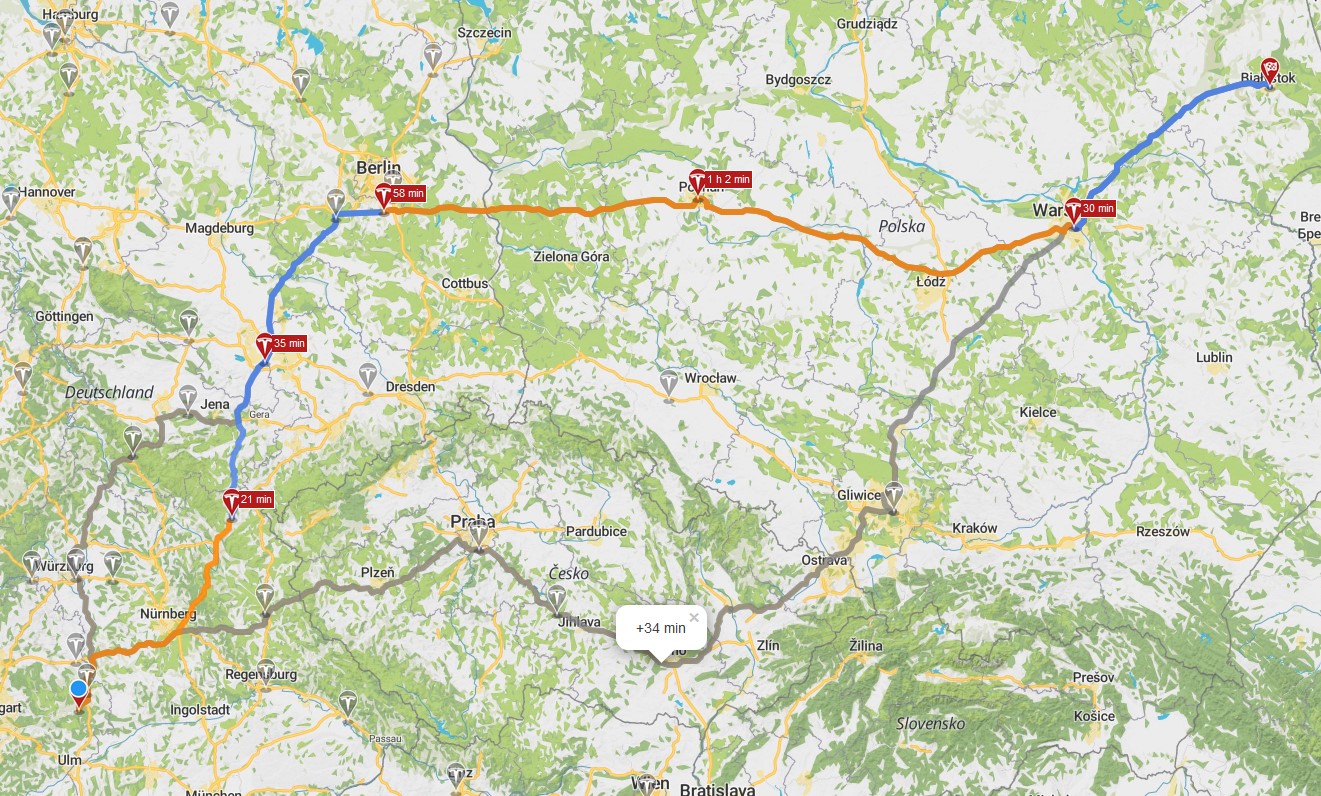 Hamburg
Szczecin
Grudziądz
Bydgoszcz
Białystok
Berlin
58 min
1 h 2 min
30 min
Hannover
Magdeburg
Polska
Zielona Góra
Cottbus
Łódź
Göttingen
35 min
Lublin
Wrocław
Dresden
Deutschland
Jena
Gera
Kielce
21 min
Gliwice
Praha
Pardubice
Kraków
Rzeszów
Würzburg
Plzeň
Česko
Ostrava
Nürnberg
Jihlava
+34 min
×
Zlín
Žilina
Regensburg
Prešov
Ingolstadt
Košice
Slovensko
Passau
Ulm
Wien
Bratislava
München